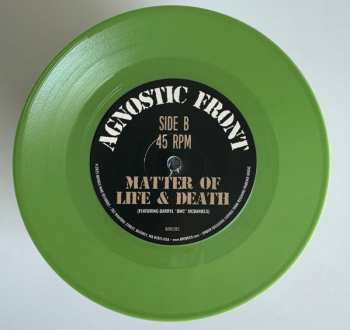 AGNOSTIC FRONT
SIDE B
45 RPM
MATTER OF
LIFE & DEATH
(FEATURING DARRYL "DMC" MCDANIELS)